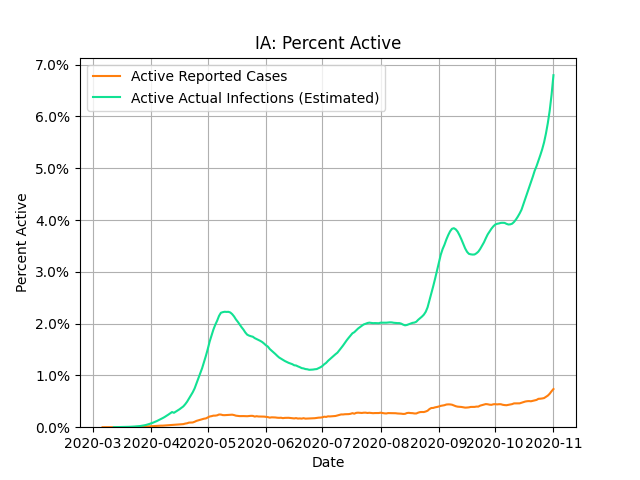 IA: Percent Active
Active Reported Cases
Active Actual Infections (Estimated)
7.0%
6.0%
5.0%
4.0%
3.0%
2.0%
1.0%
0.0%
Percent Active
2020-03 2020-04 2020-05 2020-06 2020-07 2020-08 2020-09 2020-10 2020-11
Date